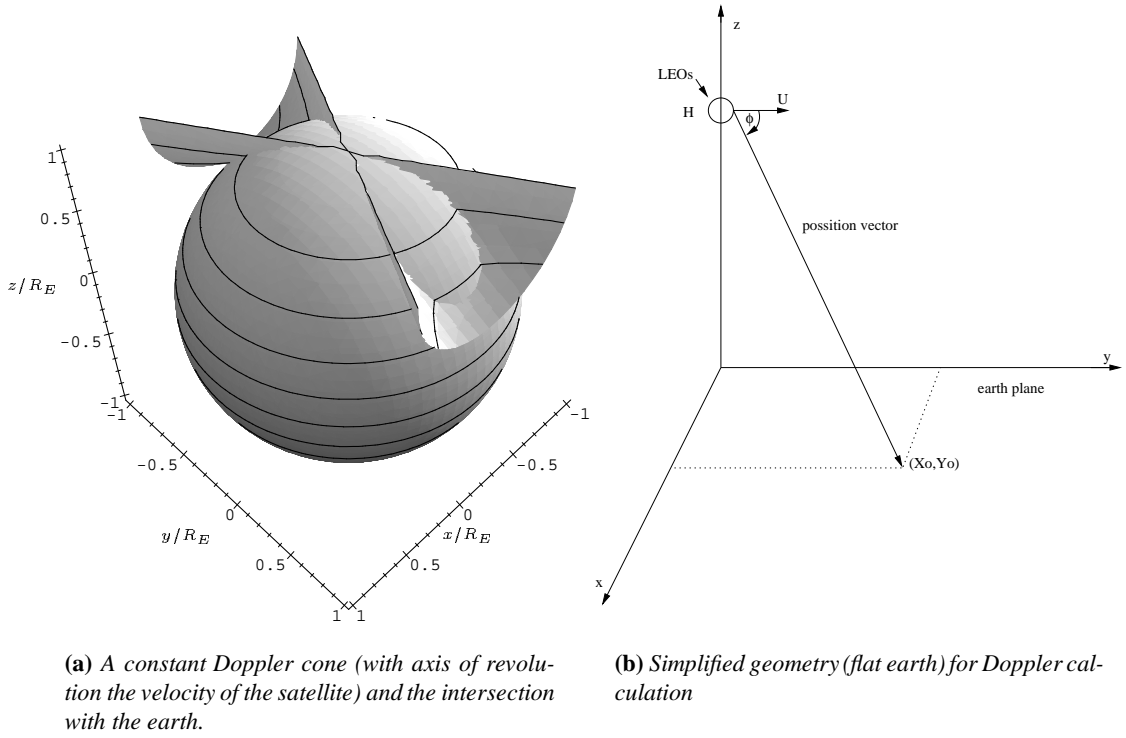 1
0.5
z/R_E
0
-0.5
-1
-1
-0.5
y/R_E
0
0.5
1
1
0.5
x/R_E
0
-0.5
-1
z
LEOs
H
U
ϕ
possition vector
y
earth plane
(Xo,Yo)
x
(a) A constant Doppler cone (with axis of revolu-
tion the velocity of the satellite) and the intersection
with the earth.
(b) Simplified geometry (flat earth) for Doppler cal-
culation